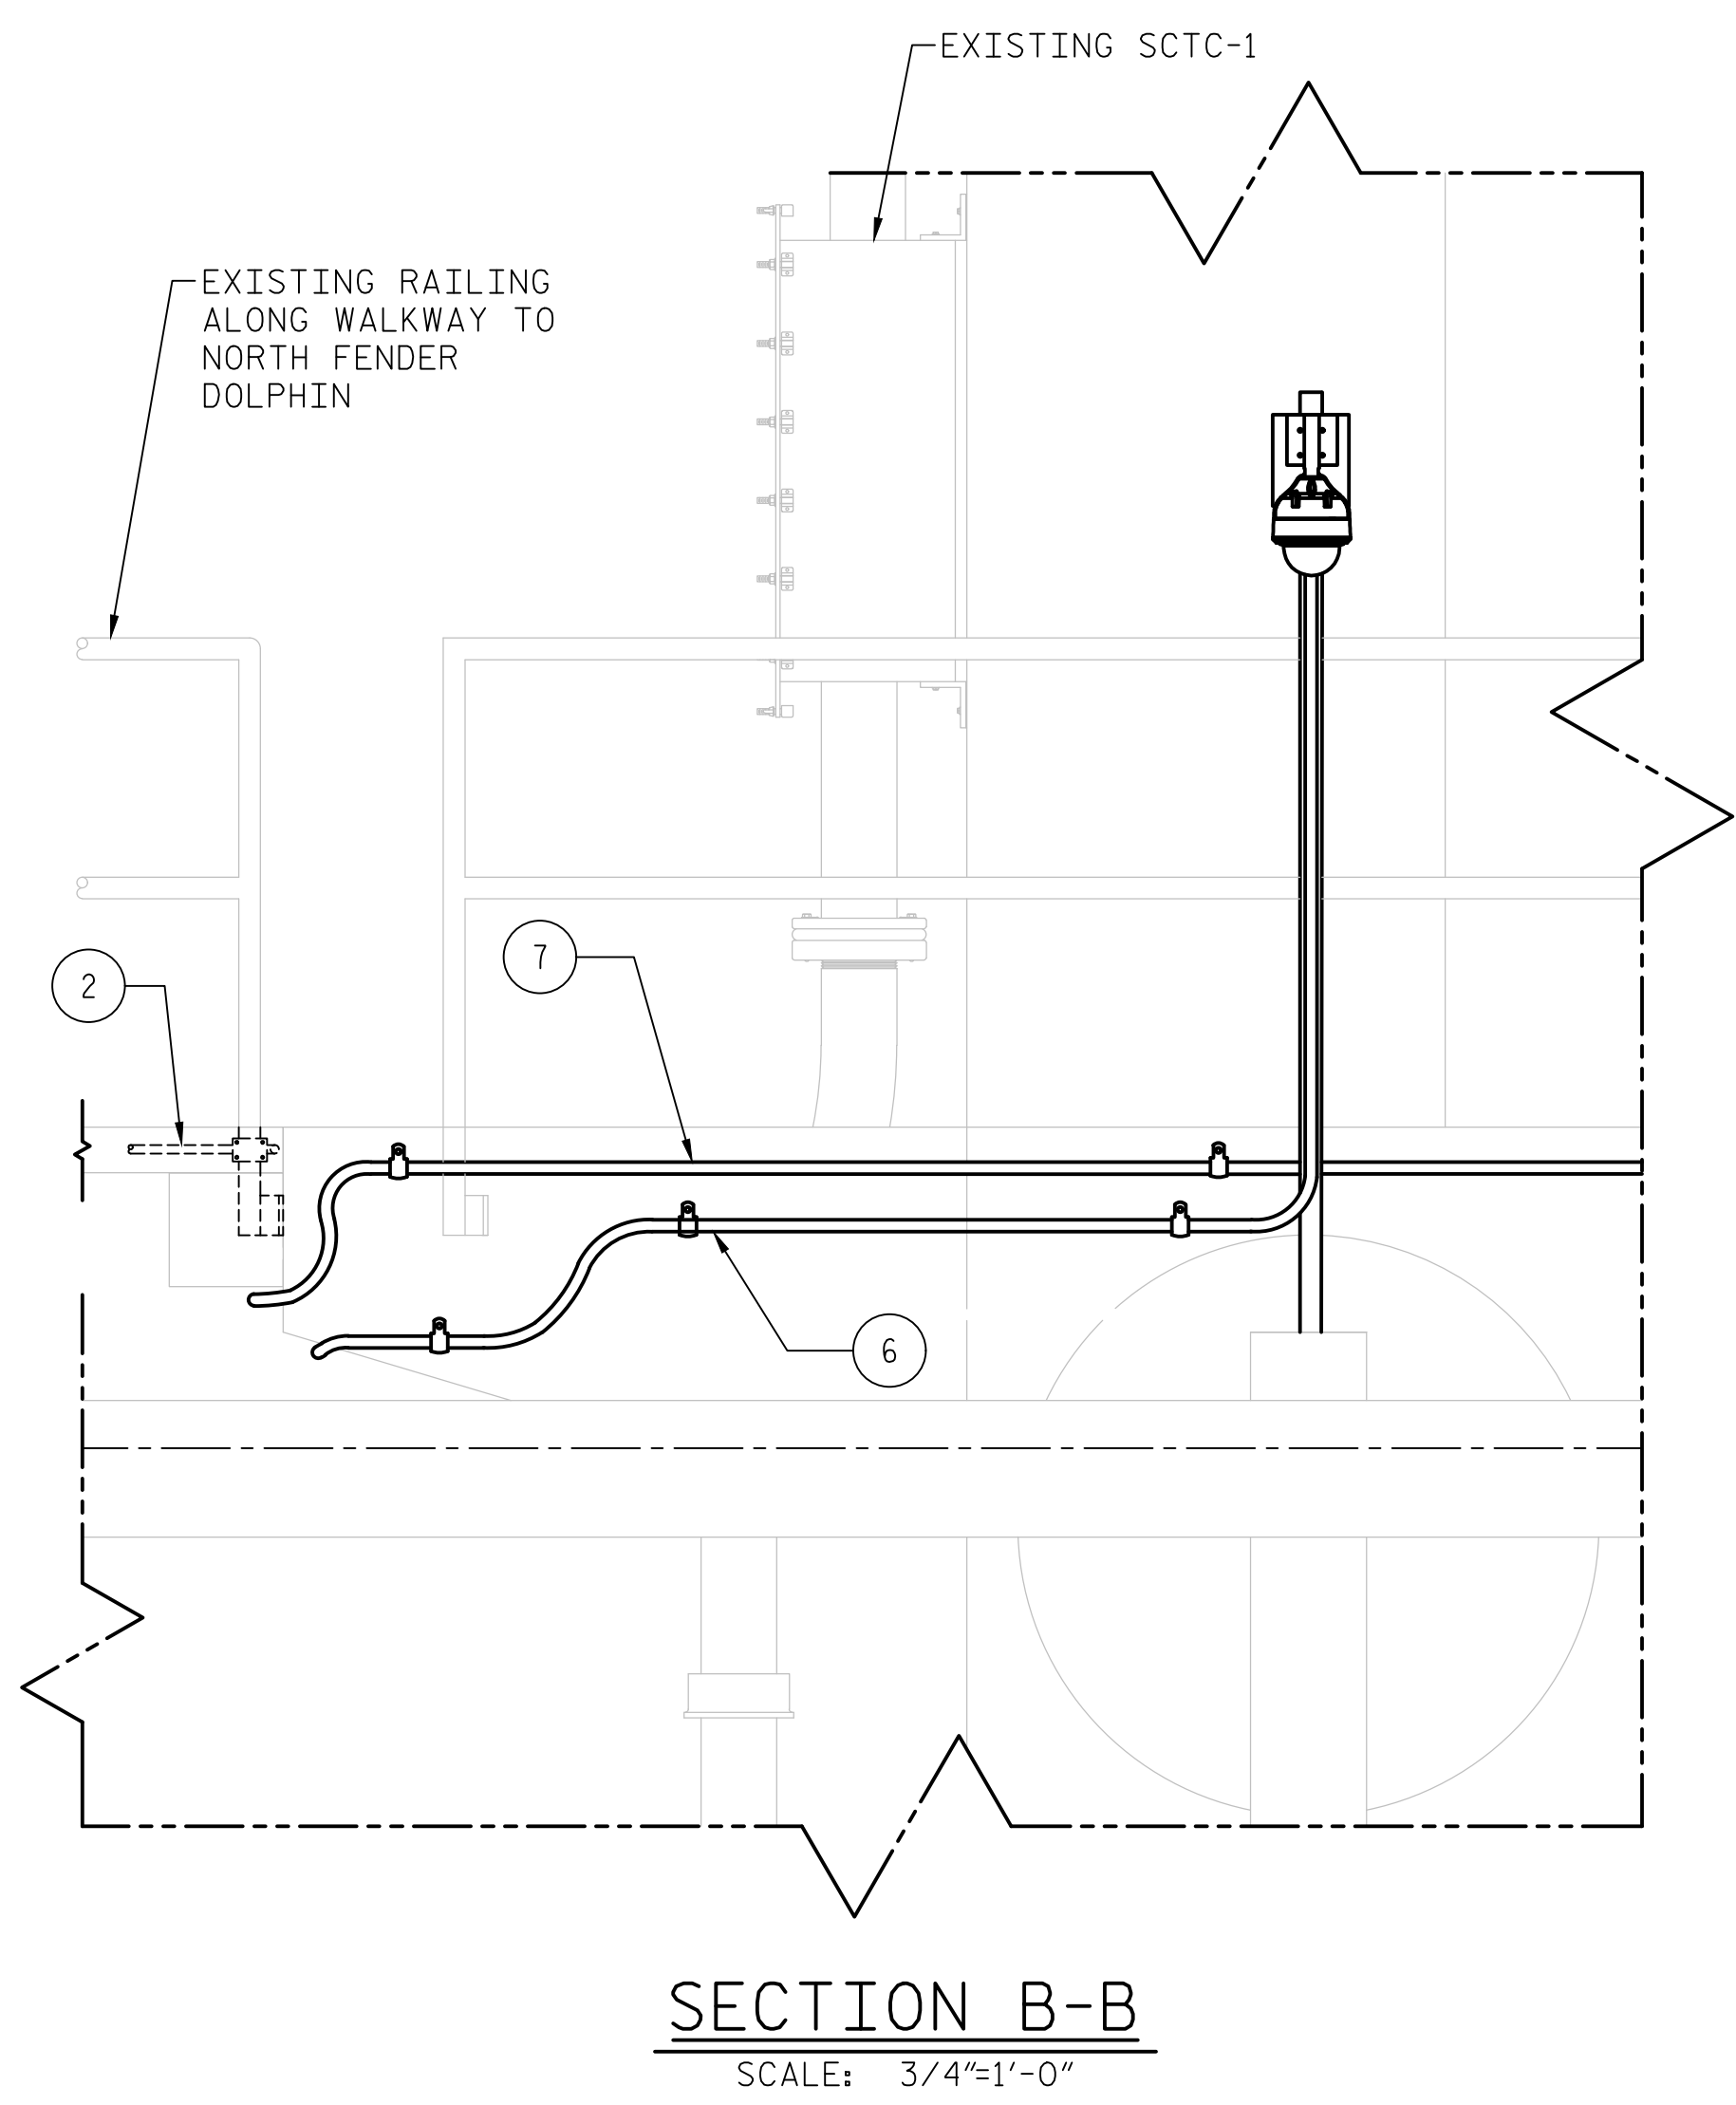 EXISTING SCTC-1
EXISTING RAILING
ALONG WALKWAY TO
NORTH FENDER
DOLPHIN
7
2
6
SECTION B-B
SCALE: 3/4"=1'-0"